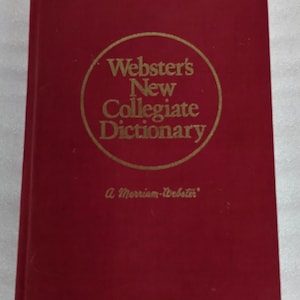 Webster's
New
Collegiate
Dictionary
a Merriam-Webster®